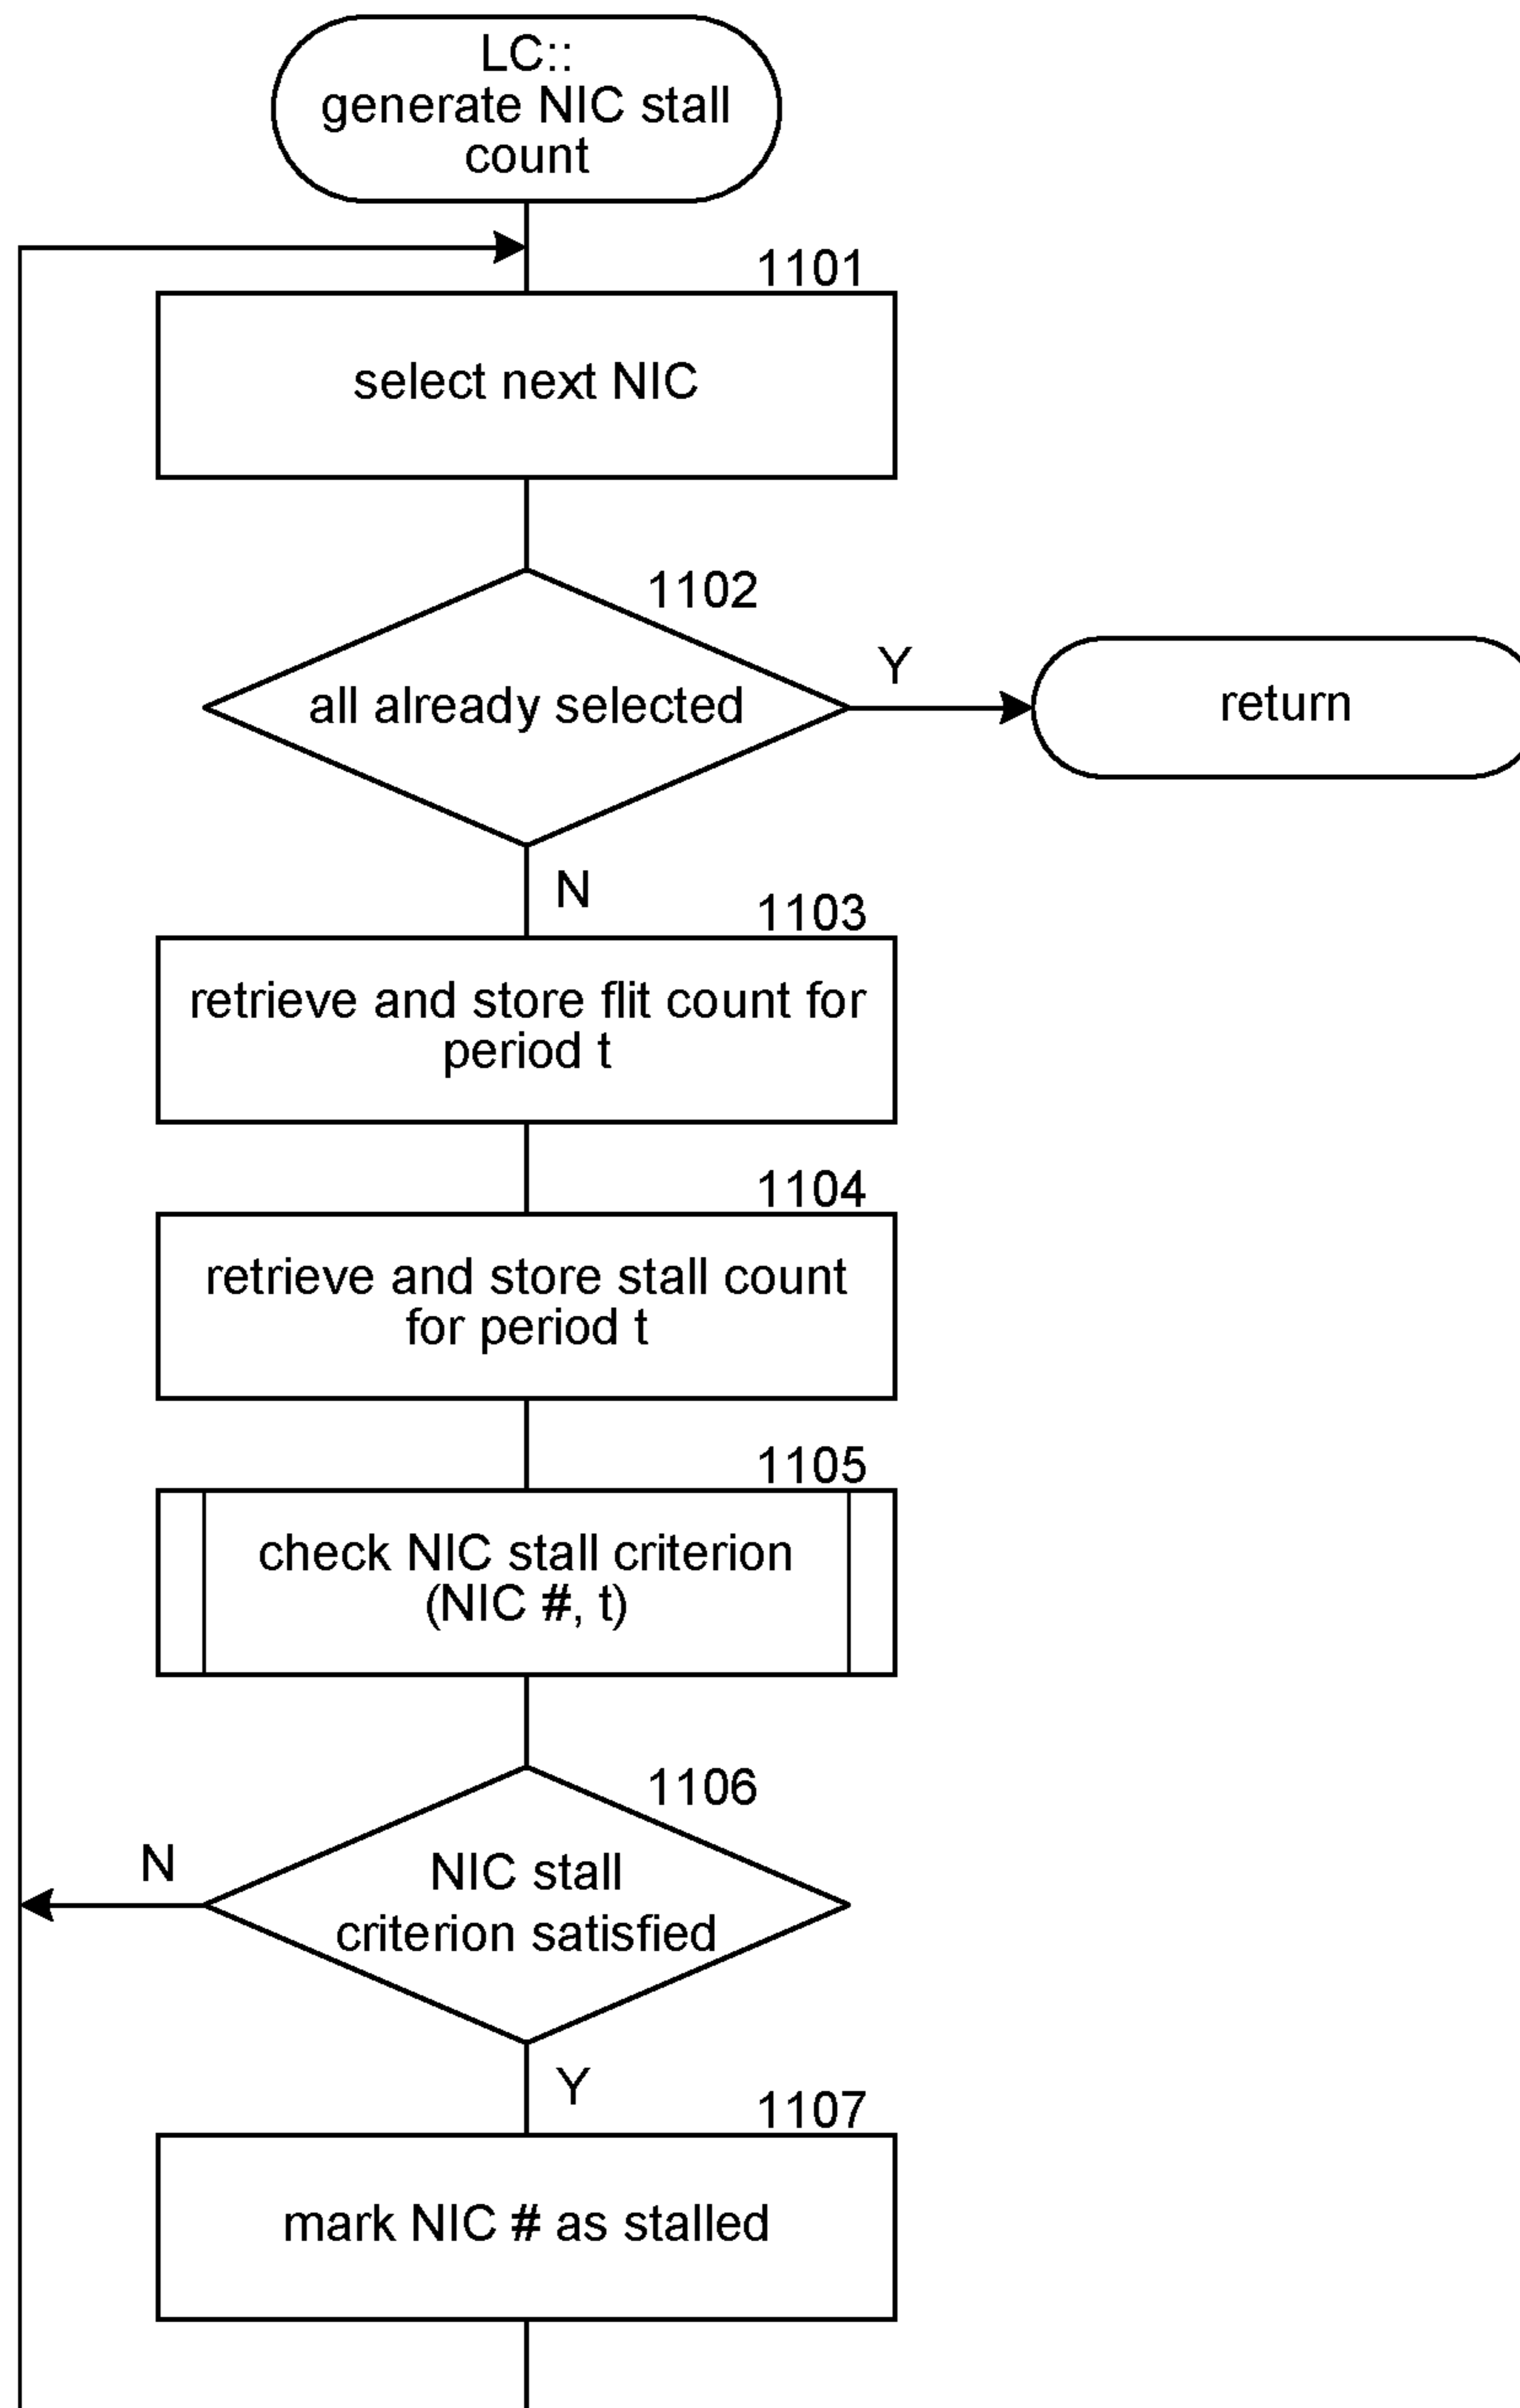 LC::
generate NIC stall
count
1101
select next NIC
1102
all already selected
Y
return
N
1103
retrieve and store flit count for
period t
1104
retrieve and store stall count
for period t
1105
check NIC stall criterion
(NIC #, t)
1106
NIC stall
criterion satisfied
N
Y
1107
mark NIC # as stalled